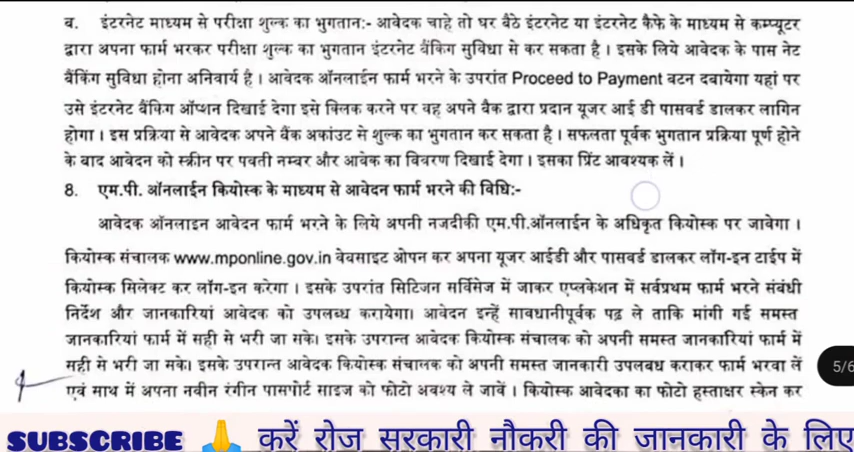 ब. इंटरनेट माध्यम से परीक्षा शुल्क का भुगतान:- आवेदक चाहे तो घर बैठे इंटरनेट या इंटरनेट कैफे के माध्यम से कम्प्यूटर
द्वारा अपना फार्म भरकर परीक्षा शुल्क का भुगतान इंटरनेट बैंकिग सुविधा से कर सकता है। इसके लिये आवेदक के पास नेट
बैंकिग सुविधा होना अनिवार्य है। आवेदक ऑनलाईन फार्म भरने के उपरांत Proceed to Payment बटन दबायेगा यहां पर
उसे इंटरनेट बैंकिग ऑप्शन दिखाई देगा इसे क्लिक करने पर वह अपने बैक द्वारा प्रदान यूजर आई डी पासवर्ड डालकर लागिन
होगा। इस प्रक्रिया से आवेदक अपने बैंक अकांउट से शुल्क का भुगतान कर सकता है। सफलता पूर्वक भुगतान प्रक्रिया पूर्ण होने
के बाद आवेदन को स्क्रीन पर पवती नम्बर और आवेक का विवरण दिखाई देगा। इसका प्रिंट आवश्यक लें।
8. एम.पी. ऑनलाईन कियोस्क के माध्यम से आवेदन फार्म भरने की विधिः-
आवेदक ऑनलाइन आवेदन फार्म भरने के लिये अपनी नजदीकी एम.पी.ऑनलाईन के अधिकृत कियोस्क पर जावेगा।
कियोस्क संचालक www.mponline.gov.in वेवसाइट ओपन कर अपना यूजर आईडी और पासवर्ड डालकर लॉग-इन टाईप में
कियोस्क सिलेक्ट कर लॉग-इन करेगा। इसके उपरांत सिटिजन सर्विसेज में जाकर एप्लकेशन में सर्वप्रथम फार्म भरने संबंधी
निर्देश और जानकारियां आवेदक को उपलब्ध करायेगा। आवेदन इन्हें सावधानीपूर्वक पढ़ ले ताकि मांगी गई समस्त
जानकारियां फार्म में सही से भरी जा सके। इसके उपरान्त आवेदक कियोस्क संचालक को अपनी समस्त जानकारियां फार्म में
सही से भरी जा सके। इसके उपरान्त आवेदक कियोस्क संचालक को अपनी समस्त जानकारी उपलबध कराकर फार्म भरवा लें
एवं साथ में अपना नवीन रंगीन पासपोर्ट साइज को फोटो अवश्य ले जावें। कियोस्क आवेदका का फोटो हस्ताक्षर स्केन कर
5/6
SUBSCRIBE 🙏 करें रोज सरकारी नौकरी की जानकारी के लिए